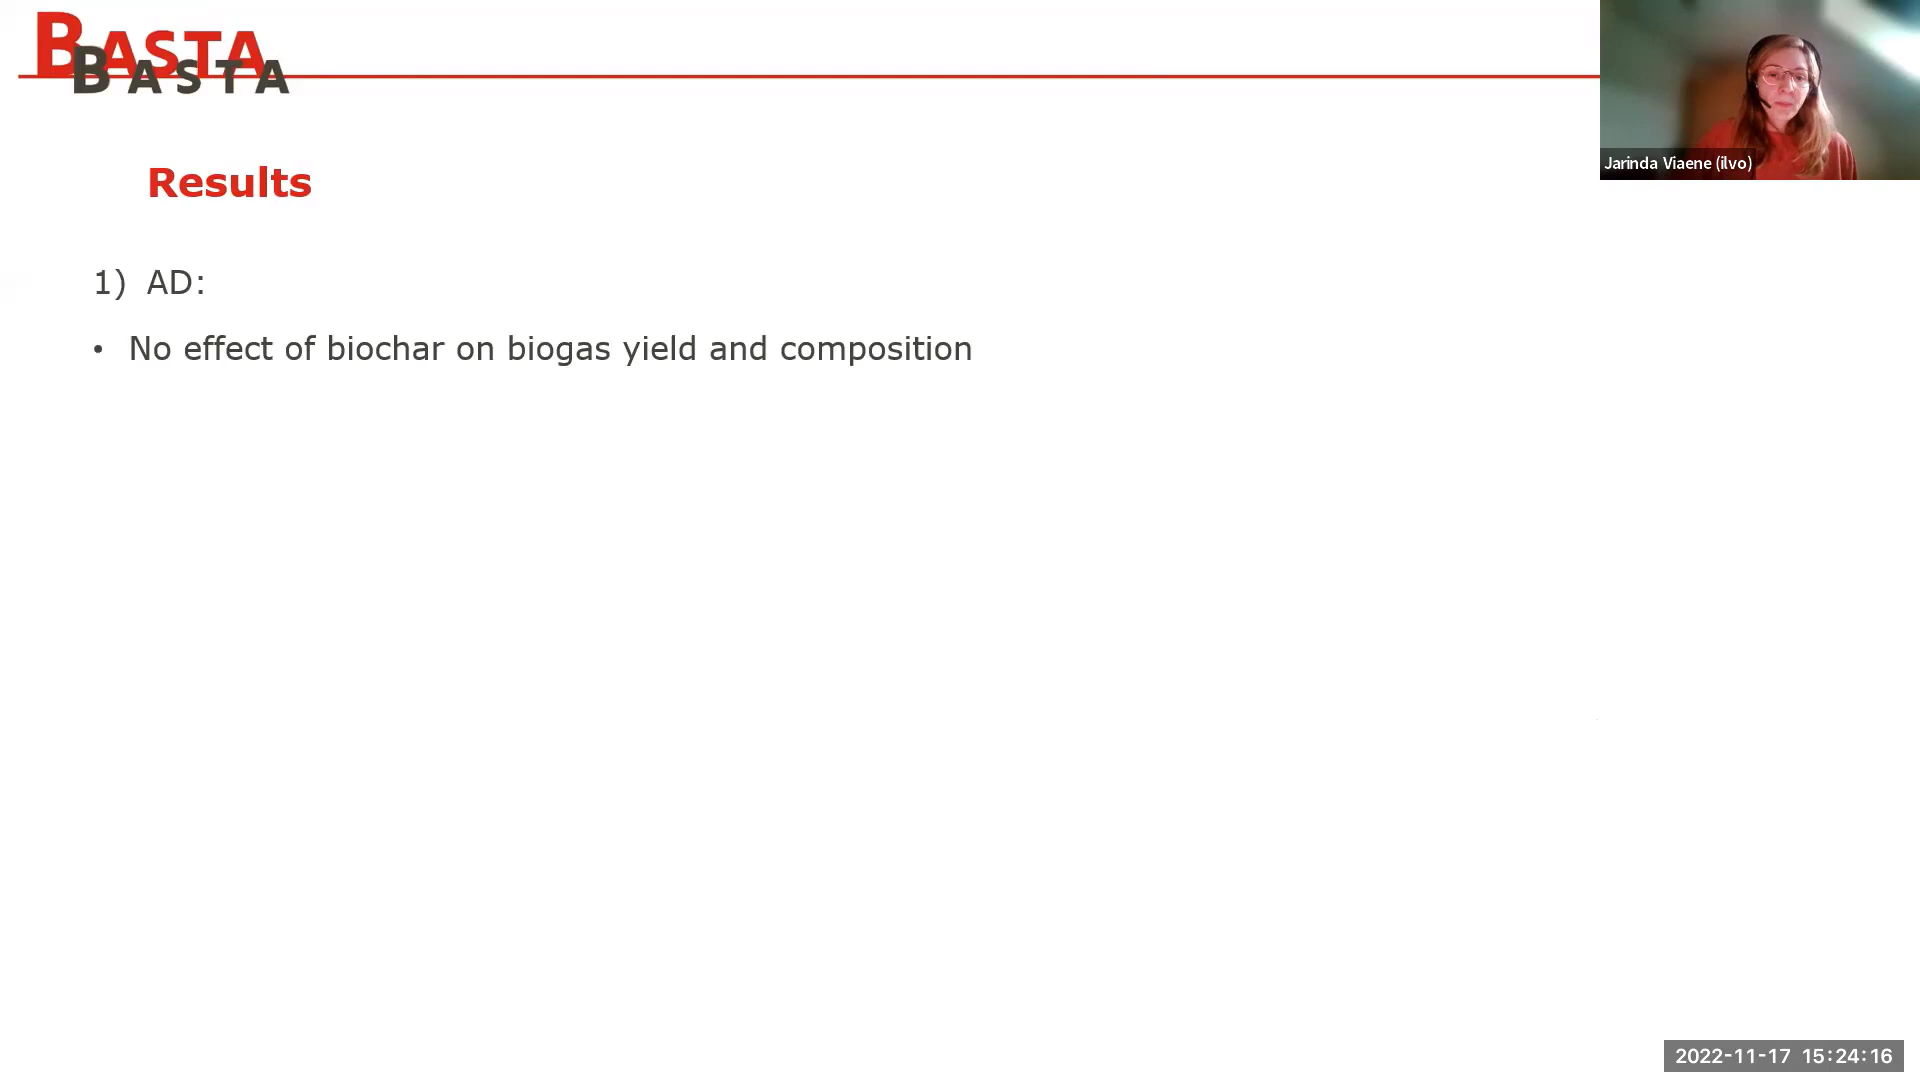 BASTA
BASTA
Jarinda Viaene (ilvo)
Results
1) AD:
• No effect of biochar on biogas yield and composition
2022-11-17 15:24:16